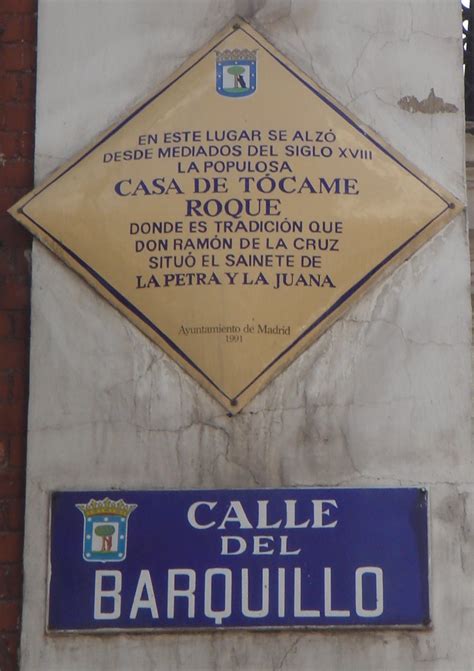 EN ESTE LUGAR SE ALZÓ
DESDE MEDIADOS DEL SIGLO XVIII
LA POPULOSA
CASA DE TÓCAME
ROQUE
DONDE ES TRADICIÓN QUE
DON RAMÓN DE LA CRUZ
SITUÓ EL SAINETE DE
LA PETRA Y LA JUANA
Ayuntamiento de Madrid
1991
CALLE
DEL
BARQUILLO